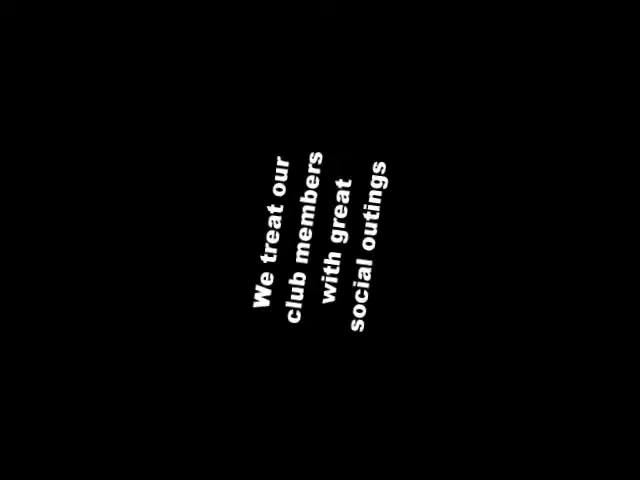 We treat our
club members
with great
social outings